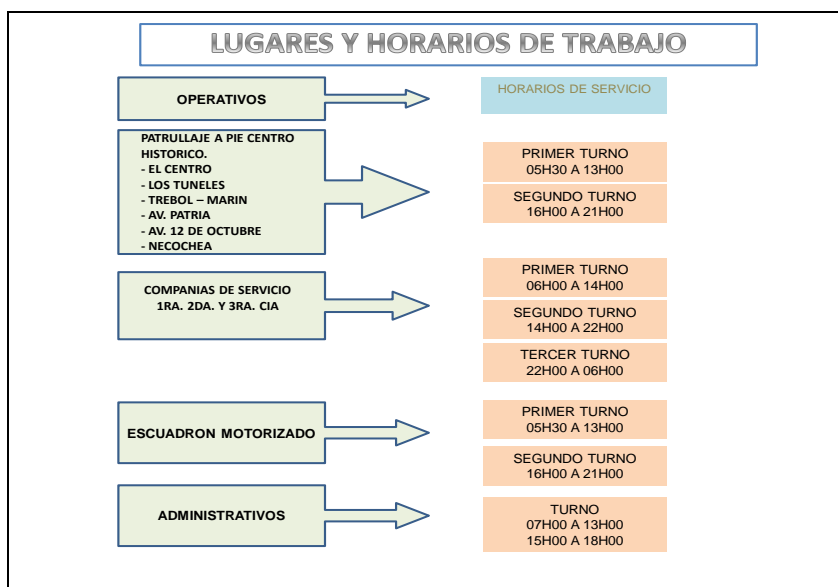 LUGARES Y HORARIOS DE TRABAJO
OPERATIVOS
HORARIOS DE SERVICIO
PATRULLAJE A PIE CENTRO
HISTORICO.
- EL CENTRO
- LOS TUNELES
- TREBOL – MARIN
- AV. PATRIA
- AV. 12 DE OCTUBRE
- NECOCHEA
PRIMER TURNO
05H30 A 13H00
SEGUNDO TURNO
16H00 A 21H00
COMPANIAS DE SERVICIO
1RA. 2DA. Y 3RA. CIA
PRIMER TURNO
06H00 A 14H00
SEGUNDO TURNO
14H00 A 22H00
TERCER TURNO
22H00 A 06H00
ESCUADRON MOTORIZADO
PRIMER TURNO
05H30 A 13H00
SEGUNDO TURNO
16H00 A 21H00
ADMINISTRATIVOS
TURNO
07H00 A 13H00
15H00 A 18H00